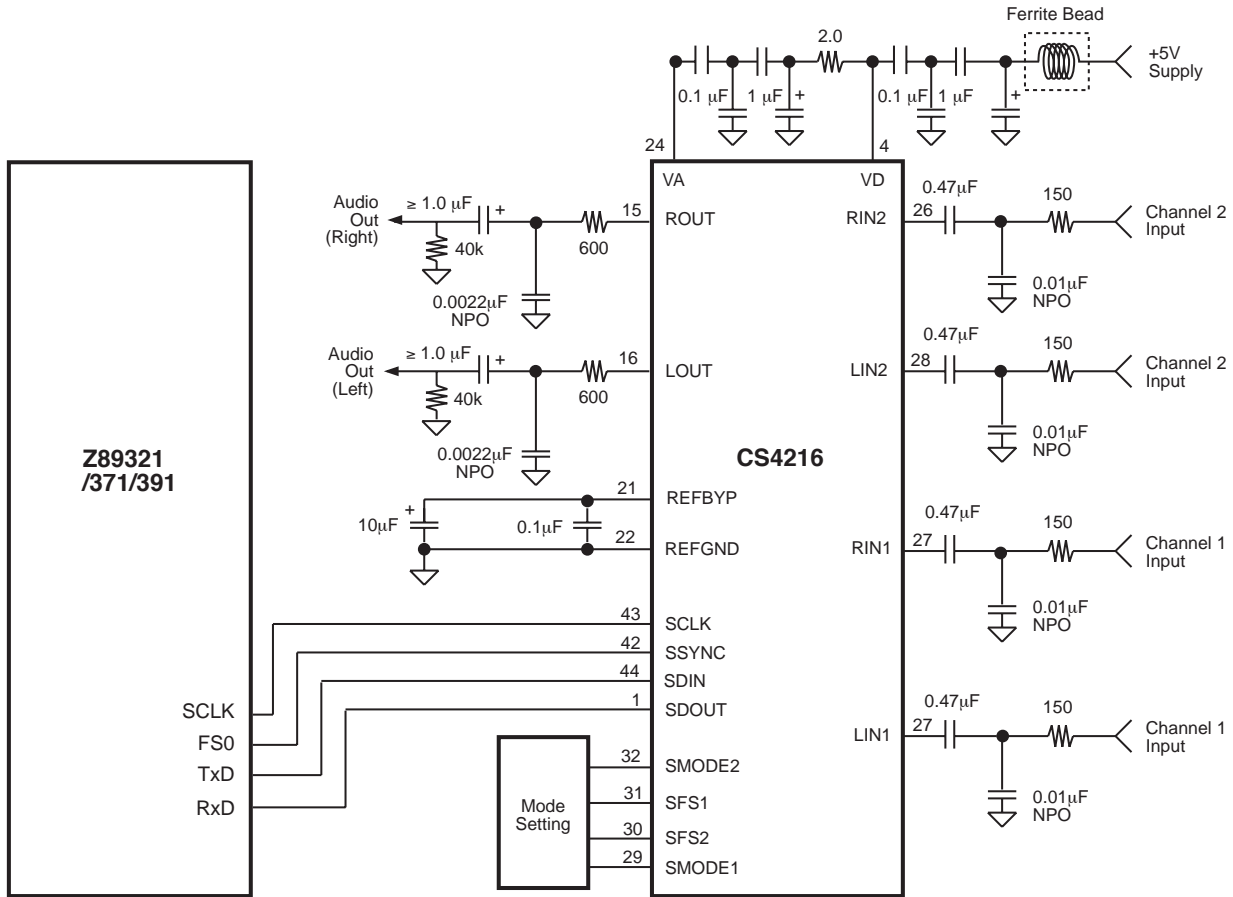 Ferrite Bead
+5V
Supply
2.0
0.1 μF
1 μF
+
0.1 μF
1 μF
+
24
4
VA
VD
Audio
Out
(Right)
≥ 1.0 μF
+
40k
600
15
ROUT
0.0022μF
NPO
RIN2
26
0.47μF
150
Channel 2
Input
0.01μF
NPO
Audio
Out
(Left)
≥ 1.0 μF
+
40k
600
16
LOUT
0.0022μF
NPO
LIN2
28
0.47μF
150
Channel 2
Input
0.01μF
NPO
Z89321
/371/391
CS4216
21
REFBYP
10μF
+
0.1μF
22
REFGND
RIN1
27
0.47μF
150
Channel 1
Input
0.01μF
NPO
43
SCLK
42
SSYNC
44
SDIN
1
SDOUT
SCLK
FS0
TxD
RxD
LIN1
27
0.47μF
150
Channel 1
Input
0.01μF
NPO
Mode
Setting
32
SMODE2
31
SFS1
30
SFS2
29
SMODE1